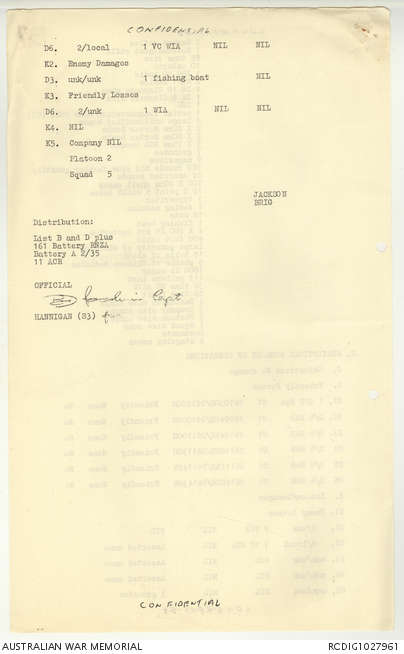 CONFIDENTIAL
D6. 2/local 1 VC WIA NIL NIL
K2. Enemy Damages
D3. unk/unk 1 fishing boat NIL
K3. Friendly Losses
D6. 2/unk 1 WIA NIL NIL
K4. NIL
K5. Company NIL
Platoon 2
Squad 5
JACKSON
BRIG
Distribution:
List B and D plus
161 Battery RNZA
Battery A 2/35
11 ACR
OFFICIAL
Capt
HANNIGAN (S3) for
CONFIDENTIAL
AUSTRALIAN WAR MEMORIAL
RCDIG1027961